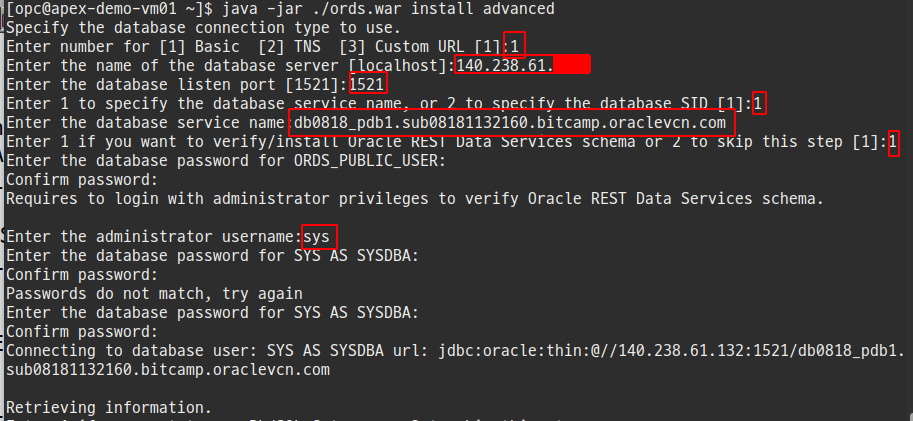 [opc@apex-demo-vm01 ~]$ java -jar ./ords.war install advanced
Specify the database connection type to use.
Enter number for [1] Basic  [2] TNS  [3] Custom URL [1]:1
Enter the name of the database server [localhost]:140.238.61.
Enter the database listen port [1521]:1521
Enter 1 to specify the database service name, or 2 to specify the database SID [1]:1
Enter the database service name:db0818_pdb1.sub08181132160.bitcamp.oraclevcn.com
Enter 1 if you want to verify/install Oracle REST Data Services schema or 2 to skip this step [1]:1
Enter the database password for ORDS_PUBLIC_USER:
Confirm password:
Requires to login with administrator privileges to verify Oracle REST Data Services schema.
Enter the administrator username:sys
Enter the database password for SYS AS SYSDBA:
Confirm password:
Passwords do not match, try again
Enter the database password for SYS AS SYSDBA:
Confirm password:
Connecting to database user: SYS AS SYSDBA url: jdbc:oracle:thin:@//140.238.61.132:1521/db0818_pdb1.
sub08181132160.bitcamp.oraclevcn.com
Retrieving information.